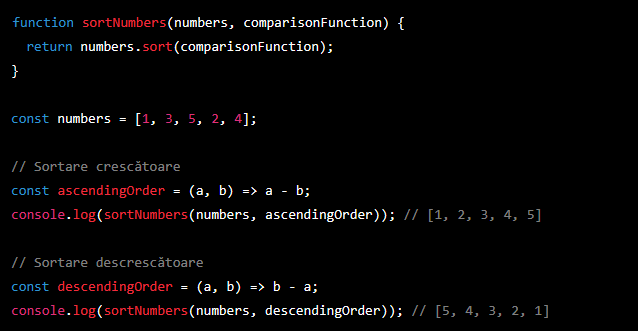 function sortNumbers(numbers, comparisonFunction) {
  return numbers.sort(comparisonFunction);
}

const numbers = [1, 3, 5, 2, 4];

// Sortare crescătoare
const ascendingOrder = (a, b) => a - b;
console.log(sortNumbers(numbers, ascendingOrder)); // [1, 2, 3, 4, 5]

// Sortare descrescătoare
const descendingOrder = (a, b) => b - a;
console.log(sortNumbers(numbers, descendingOrder)); // [5, 4, 3, 2, 1]